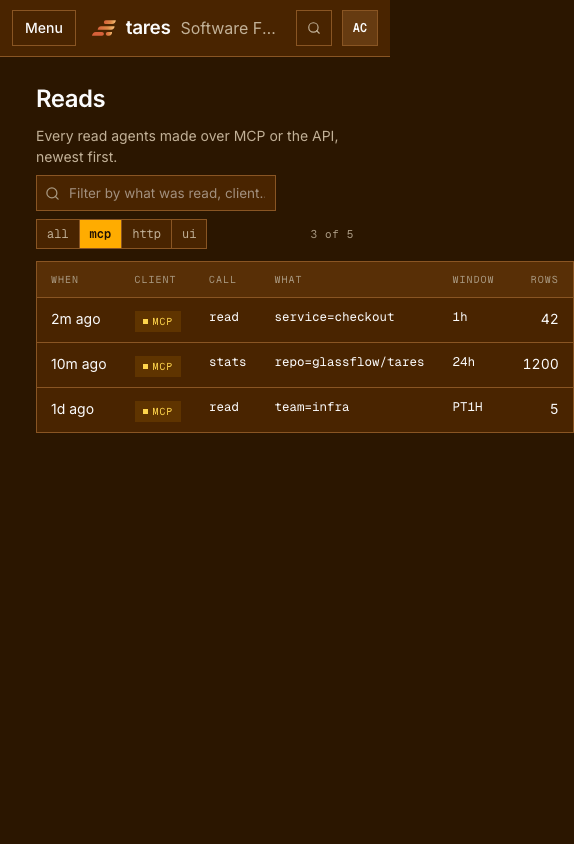 Menu tares Software F... AC
Reads
Every read agents made over MCP or the API,
newest first.
Filter by what was read, client..
all mcp http ui 3 of 5
WHEN CLIENT CALL WHAT WINDOW ROWS
2m ago MCP read service=checkout 1h 42
10m ago MCP stats repo=glassflow/tares 24h 1200
1d ago MCP read team=infra PT1H 5